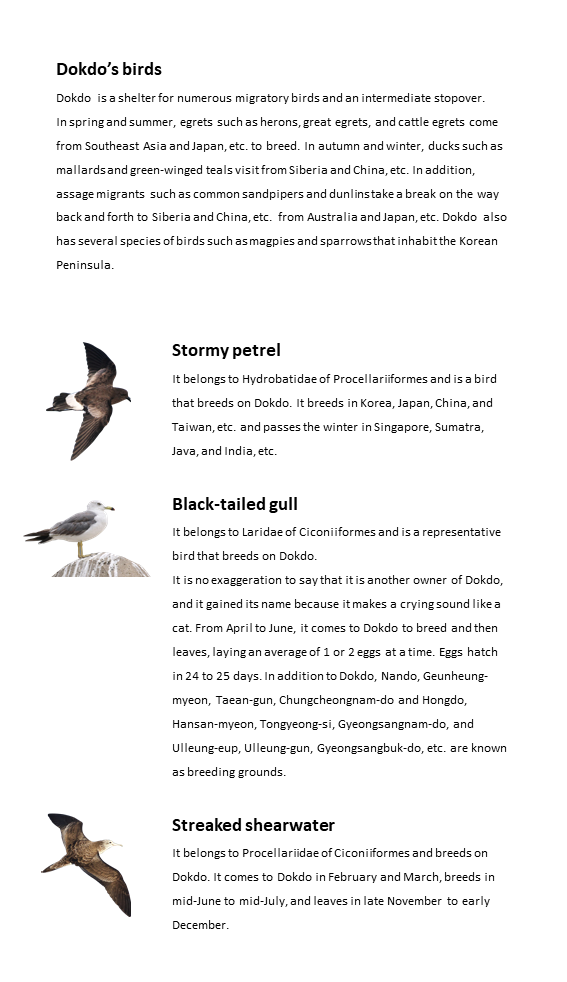 Dokdo’s birds
Dokdo is a shelter for numerous migratory birds and an intermediate stopover.
In spring and summer, egrets such as herons, great egrets, and cattle egrets come
from Southeast Asia and Japan, etc. to breed. In autumn and winter, ducks such as
mallards and green-winged teals visit from Siberia and China, etc. In addition,
assage migrants such as common sandpipers and dunlins take a break on the way
back and forth to Siberia and China, etc. from Australia and Japan, etc. Dokdo also
has several species of birds such as magpies and sparrows that inhabit the Korean
Peninsula.
Stormy petrel
It belongs to Hydrobatidae of Procellariiformes and is a bird
that breeds on Dokdo. It breeds in Korea, Japan, China, and
Taiwan, etc. and passes the winter in Singapore, Sumatra,
Java, and India, etc.
Black-tailed gull
It belongs to Laridae of Ciconiiformes and is a representative
bird that breeds on Dokdo.
It is no exaggeration to say that it is another owner of Dokdo,
and it gained its name because it makes a crying sound like a
cat. From April to June, it comes to Dokdo to breed and then
leaves, laying an average of 1 or 2 eggs at a time. Eggs hatch
in 24 to 25 days. In addition to Dokdo, Nando, Geunheung-
myeon, Taean-gun, Chungcheongnam-do and Hongdo,
Hansan-myeon, Tongyeong-si, Gyeongsangnam-do, and
Ulleung-eup, Ulleung-gun, Gyeongsangbuk-do, etc. are known
as breeding grounds.
Streaked shearwater
It belongs to Procellariidae of Ciconiiformes and breeds on
Dokdo. It comes to Dokdo in February and March, breeds in
mid-June to mid-July, and leaves in late November to early
December.